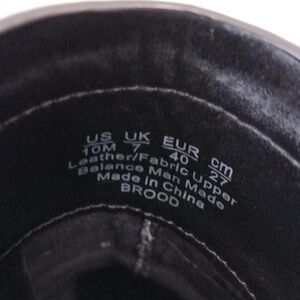 US UK EUR cm
10M 7 40 27
Leather/Fabric Upper
Balance Man Made
Made in China
BROOD